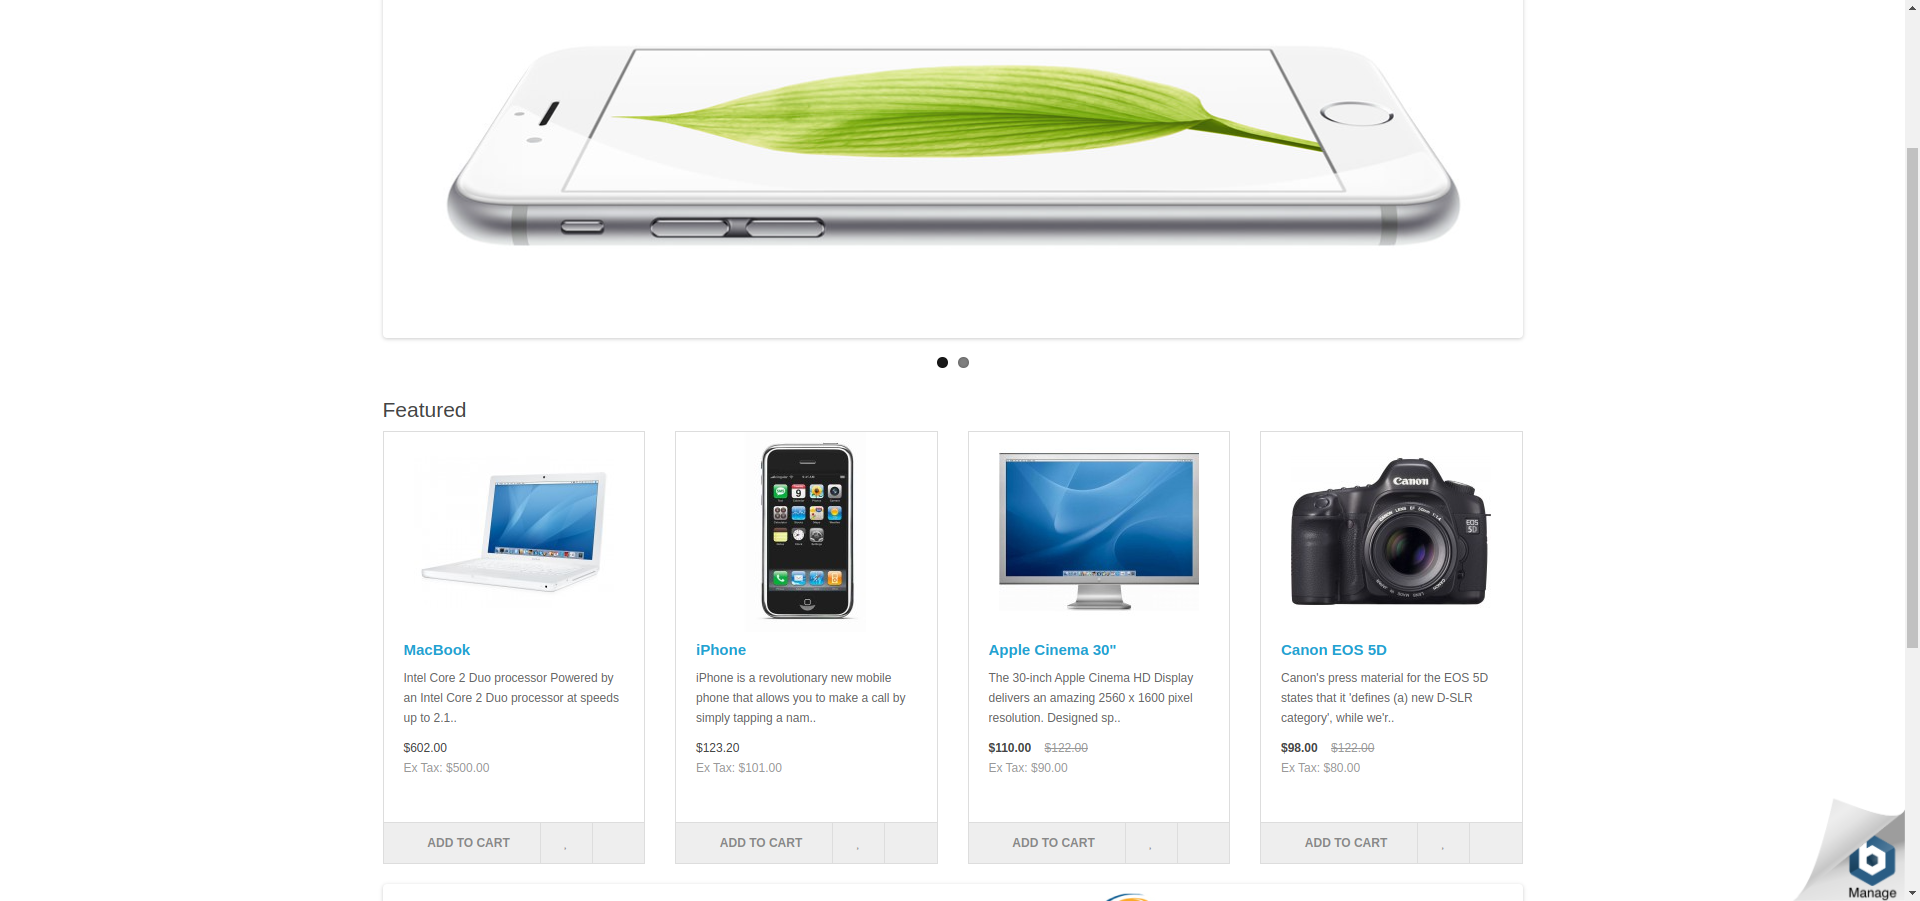 Featured
Canon
EOS
5D
MacBook
Intel Core 2 Duo processor Powered by
an Intel Core 2 Duo processor at speeds
up to 2.1..
$602.00
Ex Tax: $500.00
ADD TO CART
iPhone
iPhone is a revolutionary new mobile
phone that allows you to make a call by
simply tapping a nam..
$123.20
Ex Tax: $101.00
ADD TO CART
Apple Cinema 30"
The 30-inch Apple Cinema HD Display
delivers an amazing 2560 x 1600 pixel
resolution. Designed sp..
$110.00 $122.00
Ex Tax: $90.00
ADD TO CART
Canon EOS 5D
Canon's press material for the EOS 5D
states that it 'defines (a) new D-SLR
category', while we'r..
$98.00 $122.00
Ex Tax: $80.00
ADD TO CART
Manage